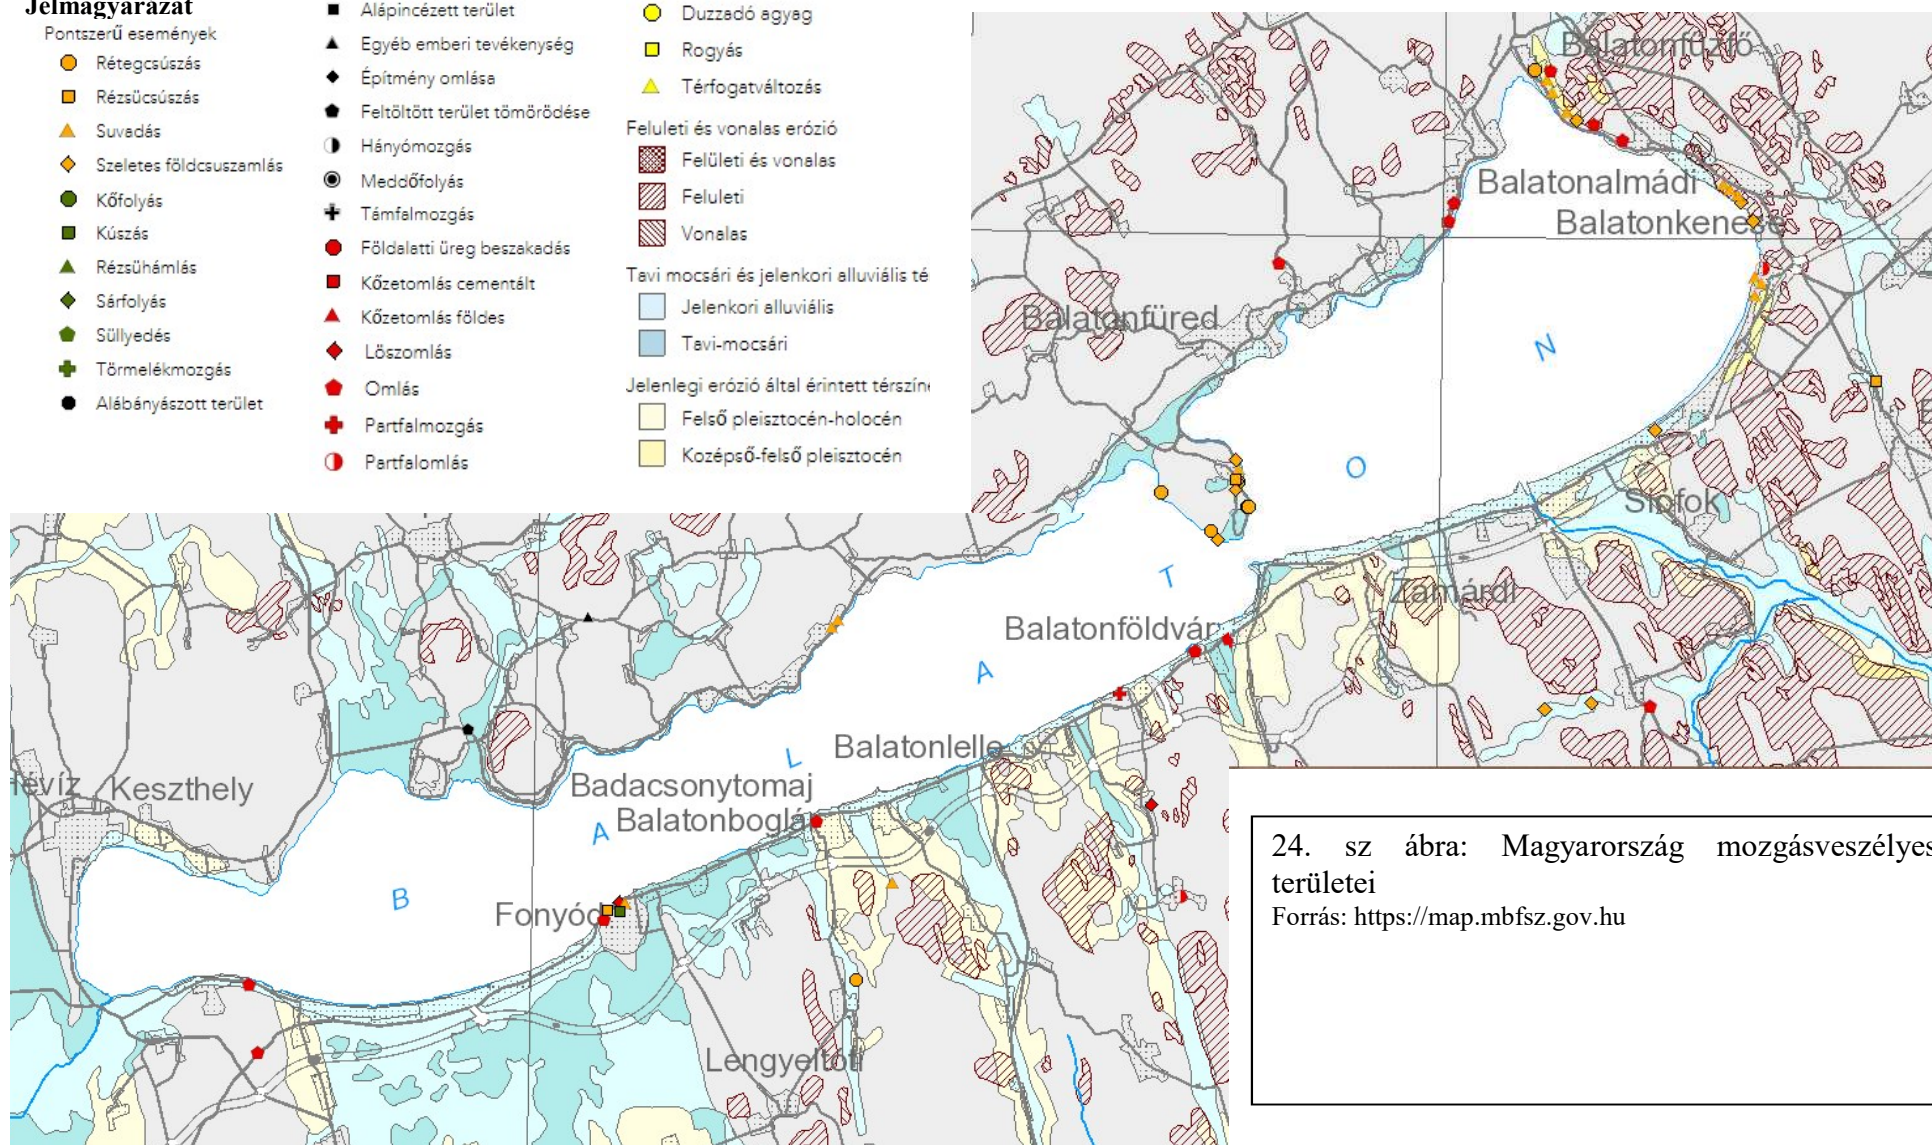 Jelmagyarázat
Pontszerű események
Rétegcsúszás
Rézsücsúszás
Suvadás
Szeletes földcsuszamlás
Kőfolyás
Kúszás
Rézsühámlás
Sárfolyás
Süllyedés
Törmelékmozgás
Alábányászott terület
Alápincézett terület
Egyéb emberi tevékenység
Építmény omlása
Feltöltött terület tömörödése
Hányómozgás
Meddőfolyás
Támfalmozgás
Földalatti üreg beszakadás
Kőzetomlás cementált
Kőzetomlás földes
Löszomlás
Omlás
Partfalmozgás
Partfalomlás
Duzzadó agyag
Rogyás
Térfogatváltozás
Feluleti és vonalas erózió
Felületi és vonalas
Feluleti
Vonalas
Tavi mocsári és jelenkori alluviális té
Jelenkori alluviális
Tavi-mocsári
Jelenlegi erózió által érintett térszíne
Felső pleisztocén-holocén
Kozépső-felső pleisztocén
Balatonfűzfő
Balatonalmádi
Balatonkenese
Balatonfüred
N
O
Siófok
T
Zamárdi
Balatonföldvár
A
L
Balatonlelle
Hévíz
Keszthely
Badacsonytomaj
A
Balatonboglár
B
Fonyód
Lengyeltóti
24. sz ábra: Magyarország mozgásveszélyes
területei
Forrás: https://map.mbfsz.gov.hu